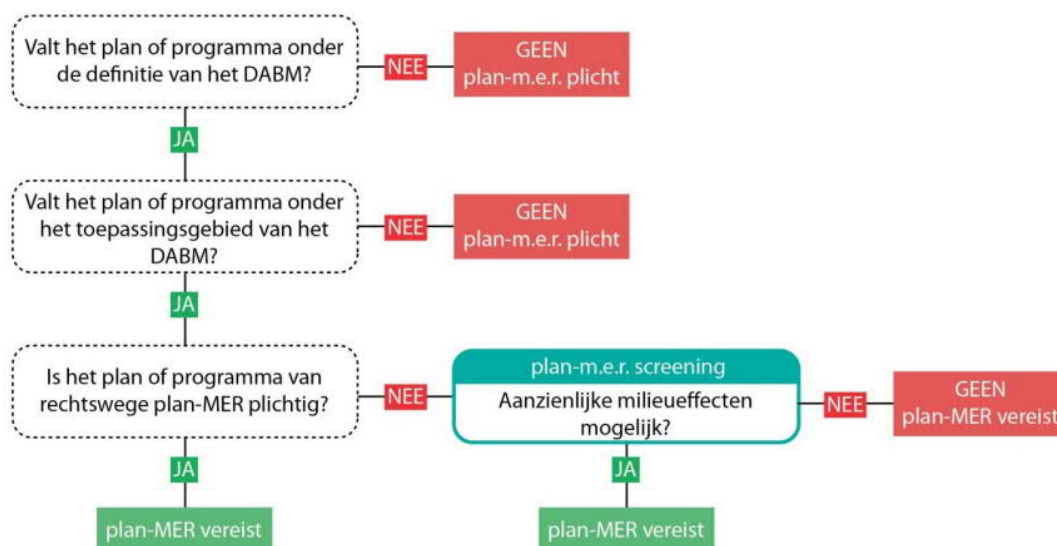 Valt het plan of programma onder
de definitie van het DABM?
NEE
GEEN
plan-m.e.r. plicht
JA
Valt het plan of programma onder
het toepassingsgebied van het
DABM?
NEE
GEEN
plan-m.e.r. plicht
JA
Is het plan of programma van
rechtswege plan-MER plichtig?
NEE
plan-m.e.r. screening
Aanzienlijke milieueffecten
mogelijk?
NEE
GEEN
plan-MER vereist
JA
JA
plan-MER vereist
plan-MER vereist